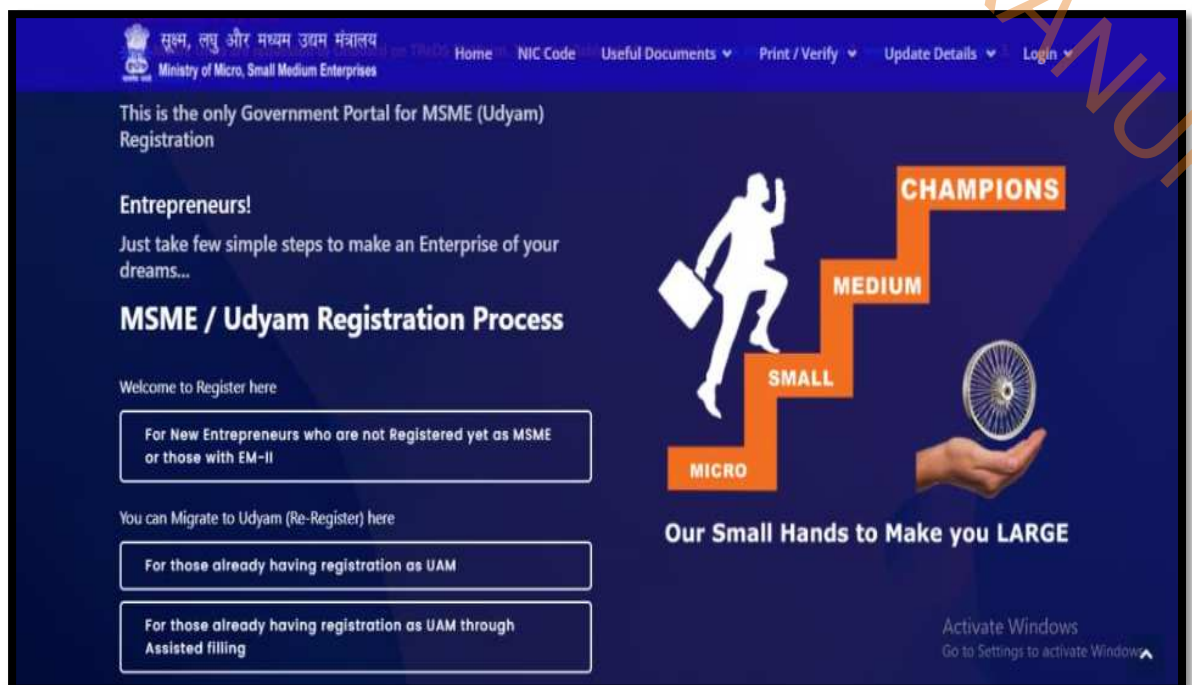 सूक्ष्म, लघु और मध्यम उद्यम मंत्रालय
Ministry of Micro, Small Medium Enterprises
Home NIC Code Useful Documents Print / Verify Update Details Login
This is the only Government Portal for MSME (Udyam)
Registration
Entrepreneurs!
Just take few simple steps to make an Enterprise of your
dreams...
MSME / Udyam Registration Process
Welcome to Register here
For New Entrepreneurs who are not Registered yet as MSME
or those with EM-II
You can Migrate to Udyam (Re-Register) here
For those already having registration as UAM
For those already having registration as UAM through
Assisted filling
CHAMPIONS
MEDIUM
SMALL
MICRO
Our Small Hands to Make you LARGE
Activate Windows
Go to Settings to activate Windows